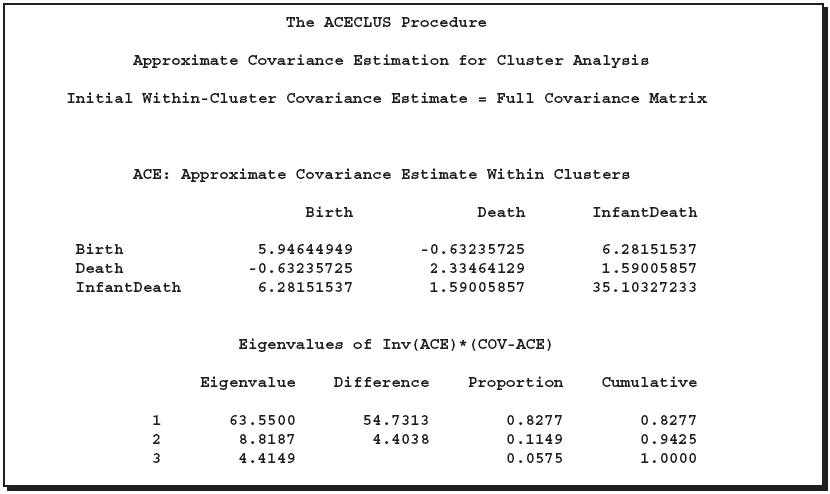 The ACECLUS Procedure
Approximate Covariance Estimation for Cluster Analysis
Initial Within-Cluster Covariance Estimate = Full Covariance Matrix
ACE: Approximate Covariance Estimate Within Clusters
Birth Death InfantDeath
Birth 5.94644949 -0.63235725 6.28151537
Death -0.63235725 2.33464129 1.59005857
InfantDeath 6.28151537 1.59005857 35.10327233
Eigenvalues of Inv(ACE)*(COV-ACE)
Eigenvalue Difference Proportion Cumulative
1 63.5500 54.7313 0.8277 0.8277
2 8.8187 4.4038 0.1149 0.9425
3 4.4149 0.0575 1.0000